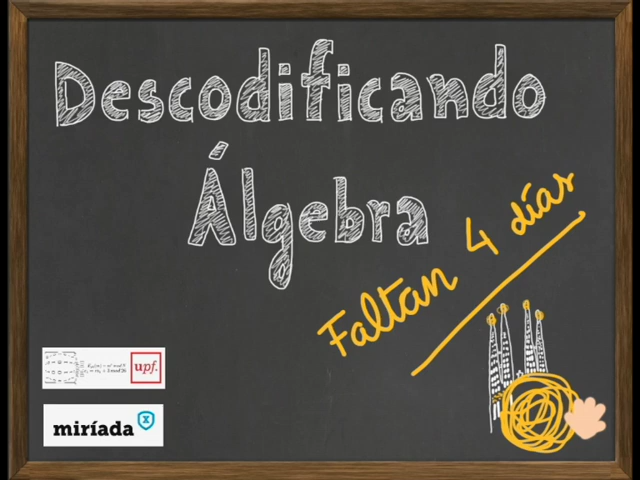 Descodificando
Álgebra
Faltan 4 días
upf.
miríada x